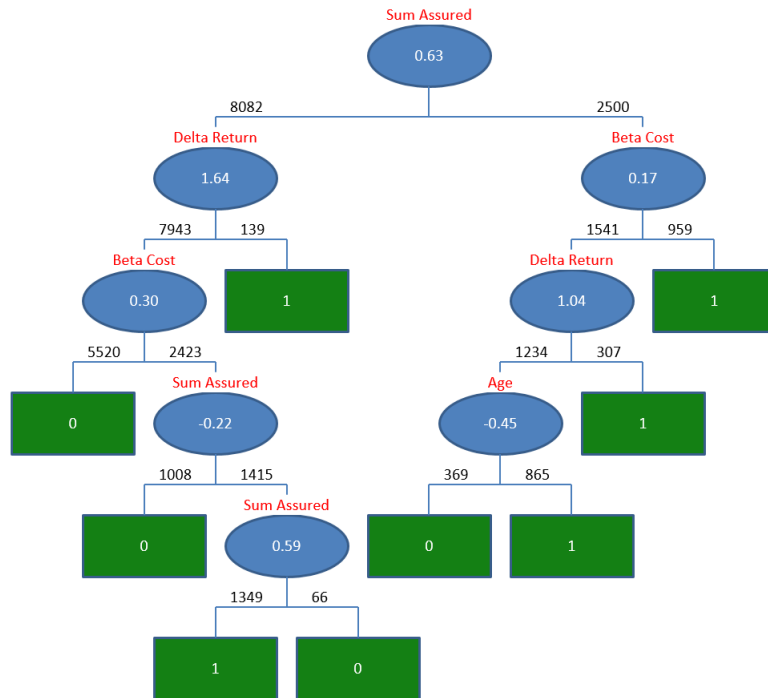 Sum Assured
0.63
8082 2500
Delta Return Beta Cost
1.64 0.17
7943 139 1541 959
Beta Cost Delta Return
0.30 1 1.04 1
5520 2423 1234 307
Sum Assured Age
0 -0.22 -0.45 1
1008 1415 369 865
Sum Assured
0 0.59 0 1
1349 66
1 0